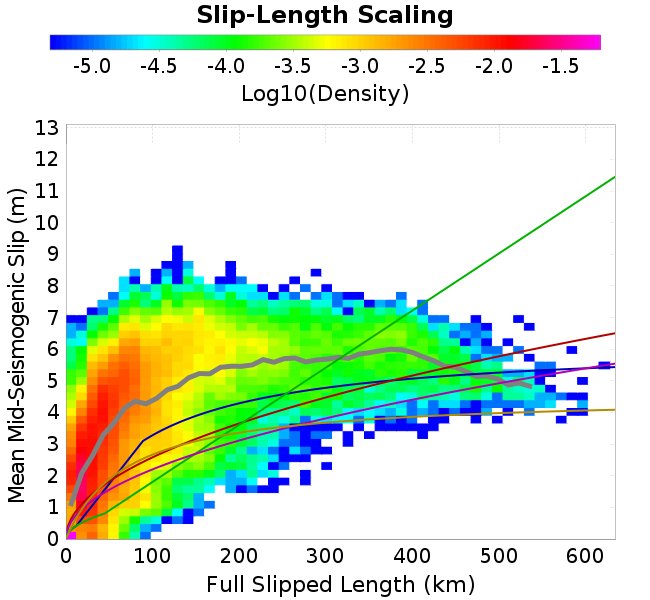 Slip-Length Scaling
-5.0 -4.5 -4.0 -3.5 -3.0 -2.5 -2.0 -1.5
Log10(Density)
13
12
11
10
9
8
7
6
5
4
3
2
1
0
Mean Mid-Seismogenic Slip (m)
0 100 200 300 400 500 600
Full Slipped Length (km)